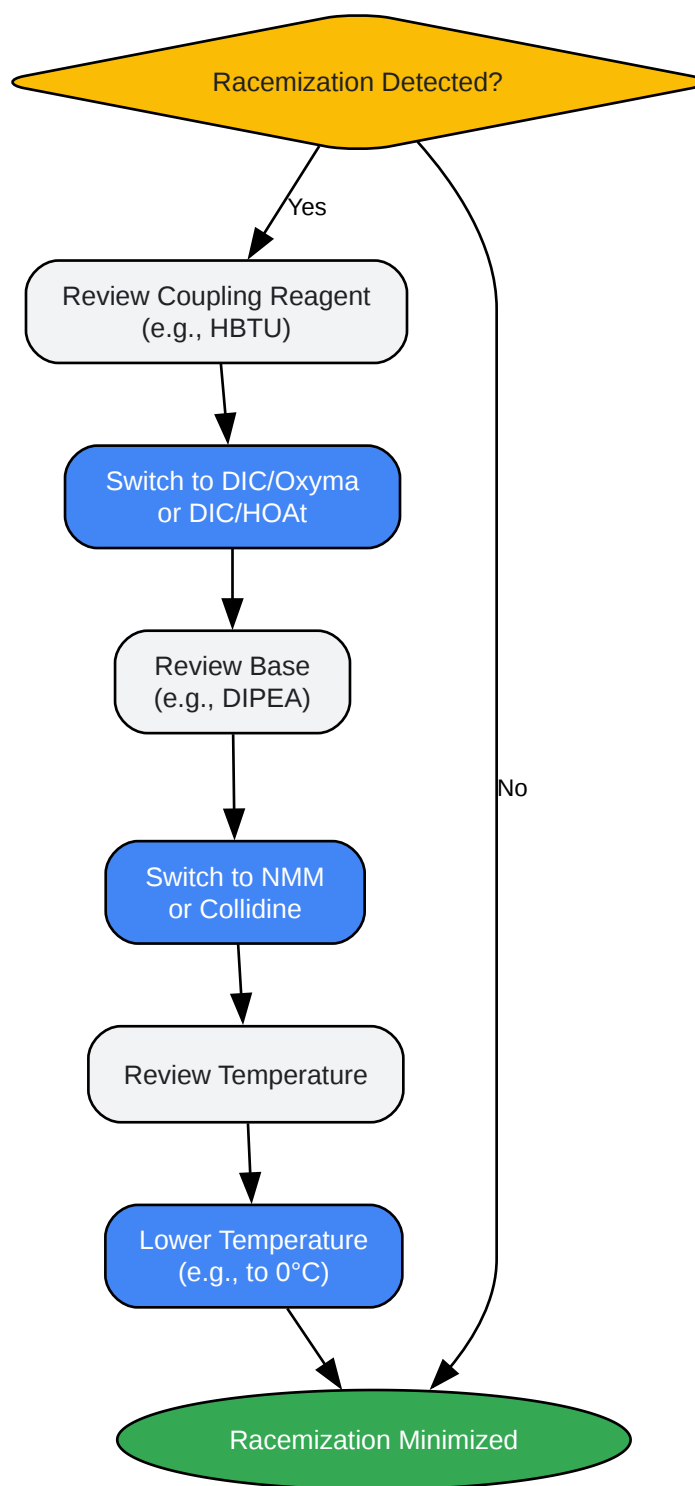 Racemization Detected?
Yes
Review Coupling Reagent
(e.g., HBTU)
Switch to DIC/Oxyma
or DIC/HOAt
Review Base
(e.g., DIPEA)
No
Switch to NMM
or Collidine
Review Temperature
Lower Temperature
(e.g., to 0°C)
Racemization Minimized